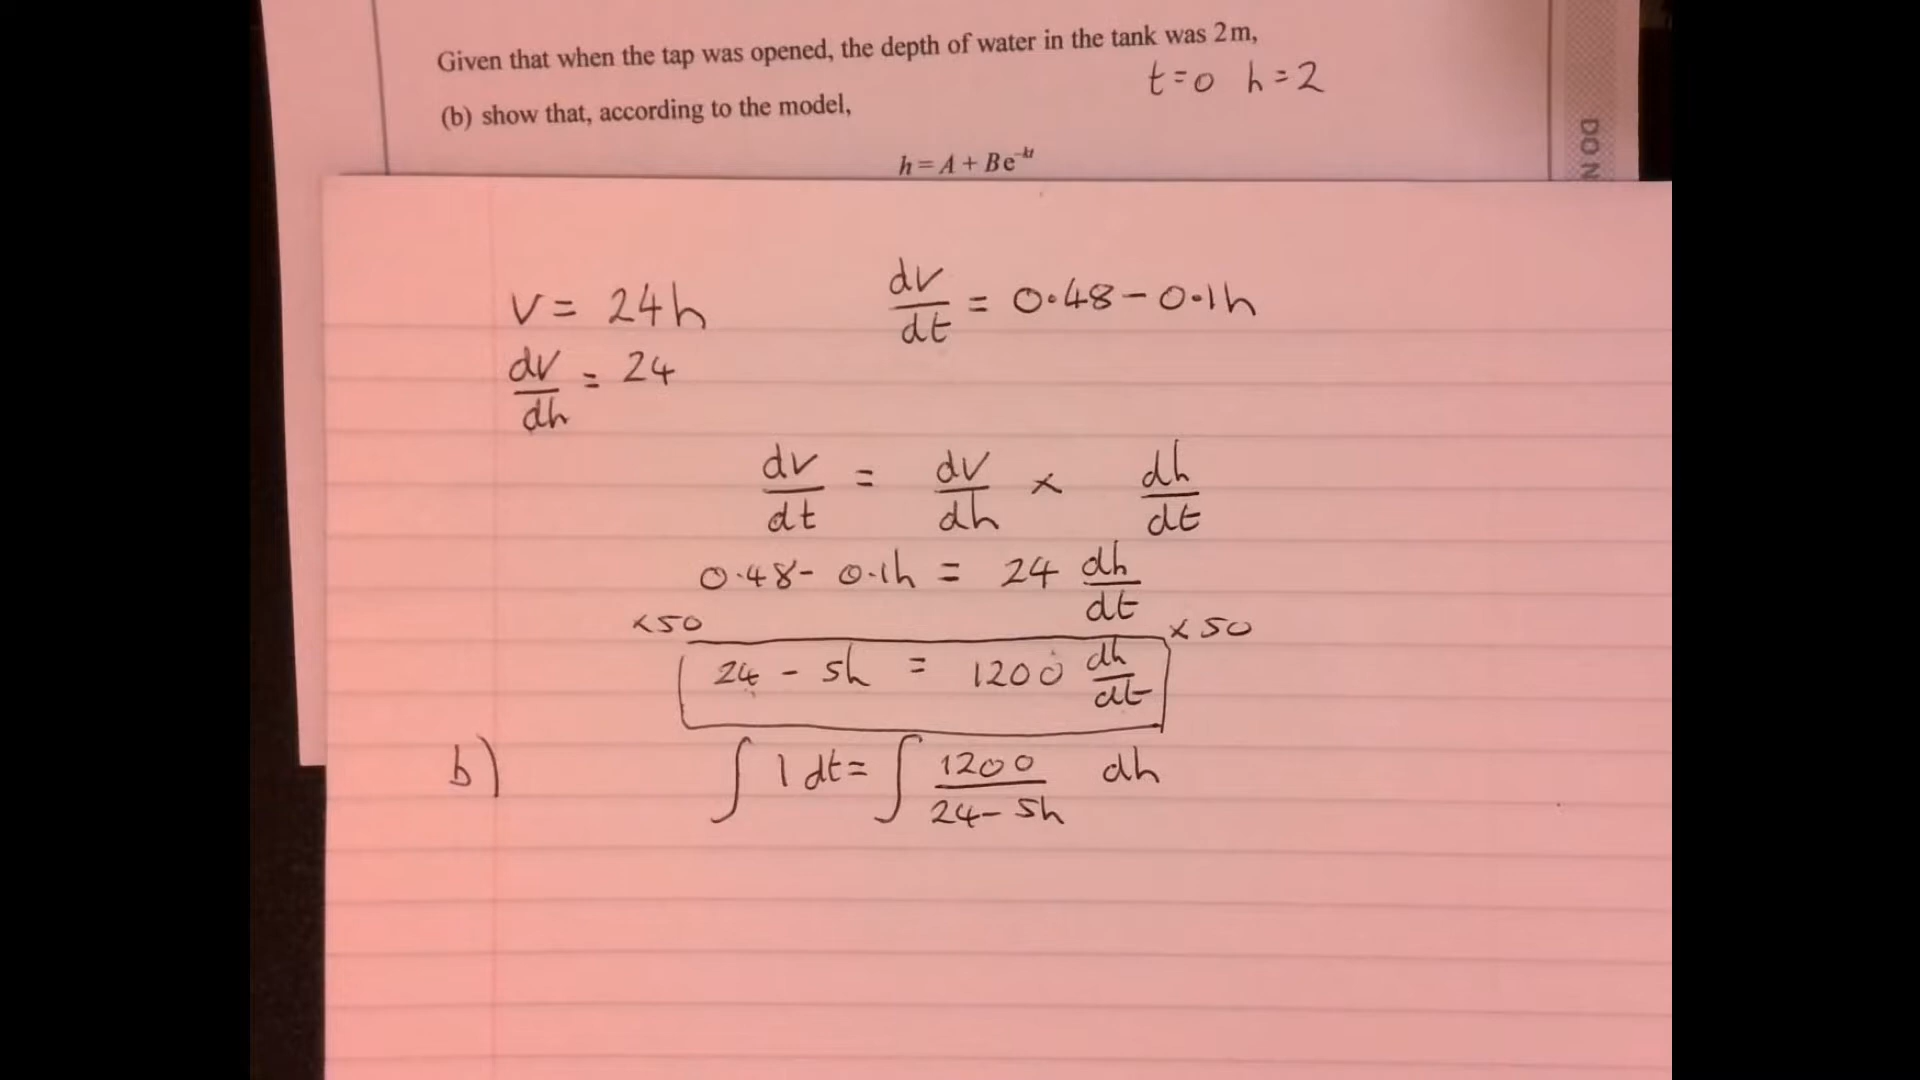 Given that when the tap was opened, the depth of water in the tank was 2 m,
t=0 h=2
(b) show that, according to the model,
DO N
h = A + Be^{-kt}
v = 24h
dv/dt = 0.48 - 0.1h
dv/dh = 24
dv/dt = dv/dh × dh/dt
0.48 - 0.1h = 24 dh/dt
×50 ×50
24 - 5h = 1200 dh/dt
b) ∫ 1 dt = ∫ 1200/(24-5h) dh